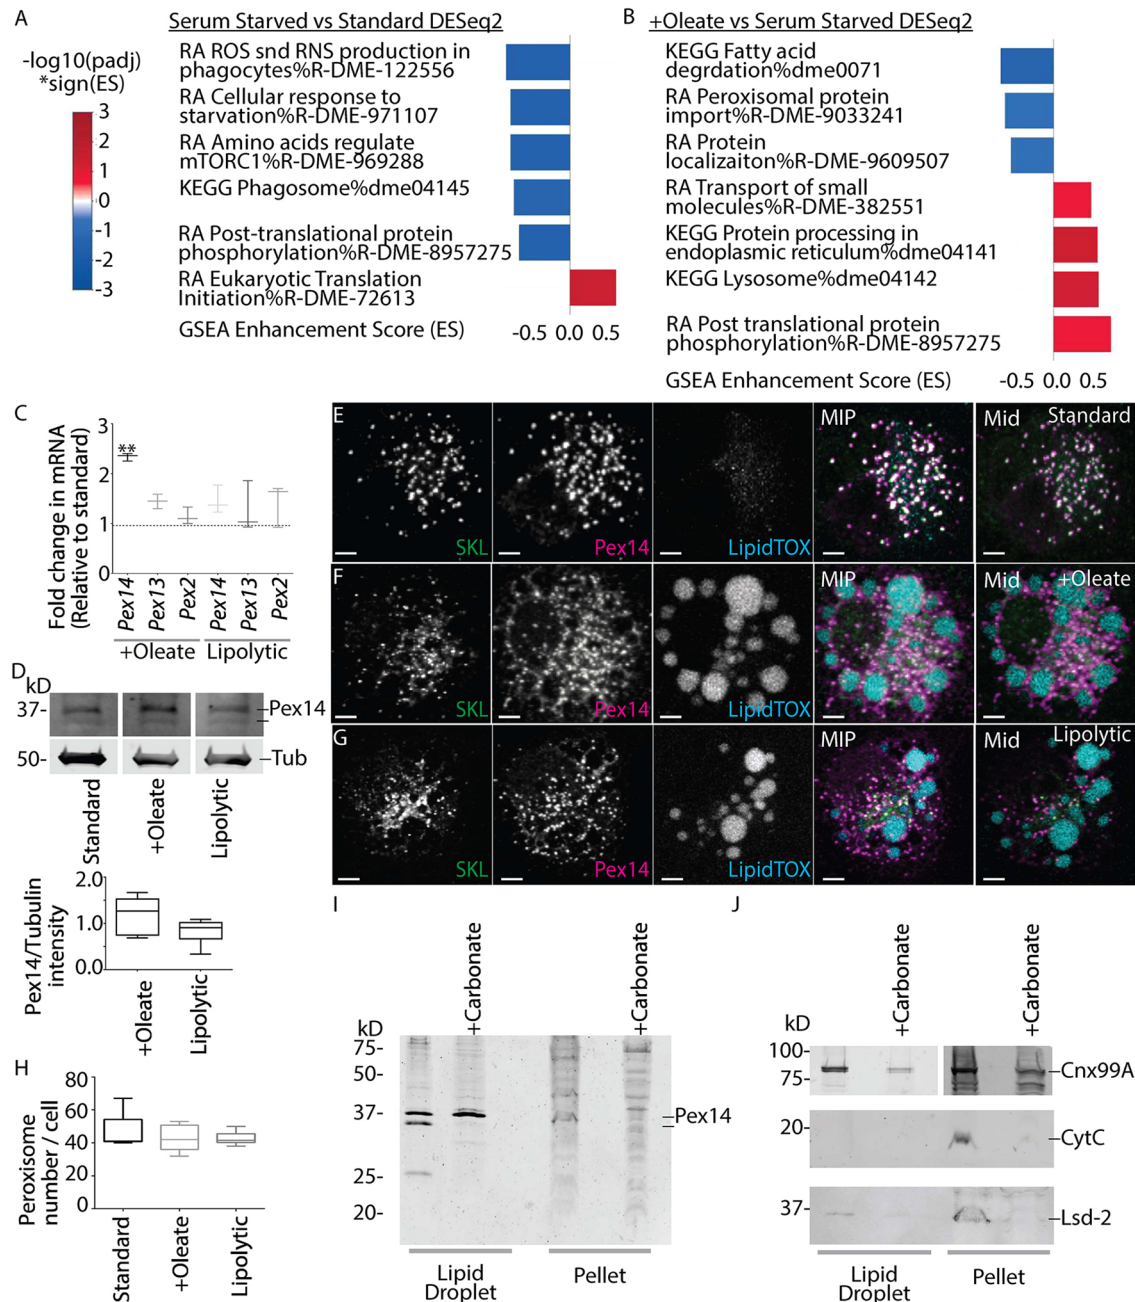 A
Serum Starved vs Standard DESeq2
-log10(padj)
*sign(ES)
3
2
1
0
-1
-2
-3
RA ROS snd RNS production in
phagocytes%R-DME-122556
RA Cellular response to
starvation%R-DME-971107
RA Amino acids regulate
mTORC1%R-DME-969288
KEGG Phagosome%dme04145
RA Post-translational protein
phosphorylation%R-DME-8957275
RA Eukaryotic Translation
Initiation%R-DME-72613
GSEA Enhancement Score (ES)
-0.5 0.0 0.5
B
+Oleate vs Serum Starved DESeq2
KEGG Fatty acid
degrdation%dme0071
RA Peroxisomal protein
import%R-DME-9033241
RA Protein
localizaiton%R-DME-9609507
RA Transport of small
molecules%R-DME-382551
KEGG Protein processing in
endoplasmic reticulum%dme04141
KEGG Lysosome%dme04142
RA Post translational protein
phosphorylation%R-DME-8957275
GSEA Enhancement Score (ES)
-0.5 0.0 0.5
C
Fold change in mRNA
(Relative to standard)
3
2
1
0
**
Pex14
Pex13
Pex2
Pex14
Pex13
Pex2
+Oleate Lipolytic
D
kD
37-
Pex14
50-
Tub
Standard
+Oleate
Lipolytic
Pex14/Tubulin
intensity
2.0
1.0
0.0
+Oleate
Lipolytic
E
SKL
Pex14
LipidTOX
MIP
Mid
Standard
F
SKL
Pex14
LipidTOX
MIP
Mid
+Oleate
G
SKL
Pex14
LipidTOX
MIP
Mid
Lipolytic
H
Peroxisome
number / cell
80
60
40
20
0
Standard
+Oleate
Lipolytic
I
+Carbonate
+Carbonate
kD
75-
50-
37-
25-
20-
Pex14
Lipid
Droplet
Pellet
J
+Carbonate
+Carbonate
kD
100-
75-
Cnx99A
20-
CytC
37-
Lsd-2
Lipid
Droplet
Pellet